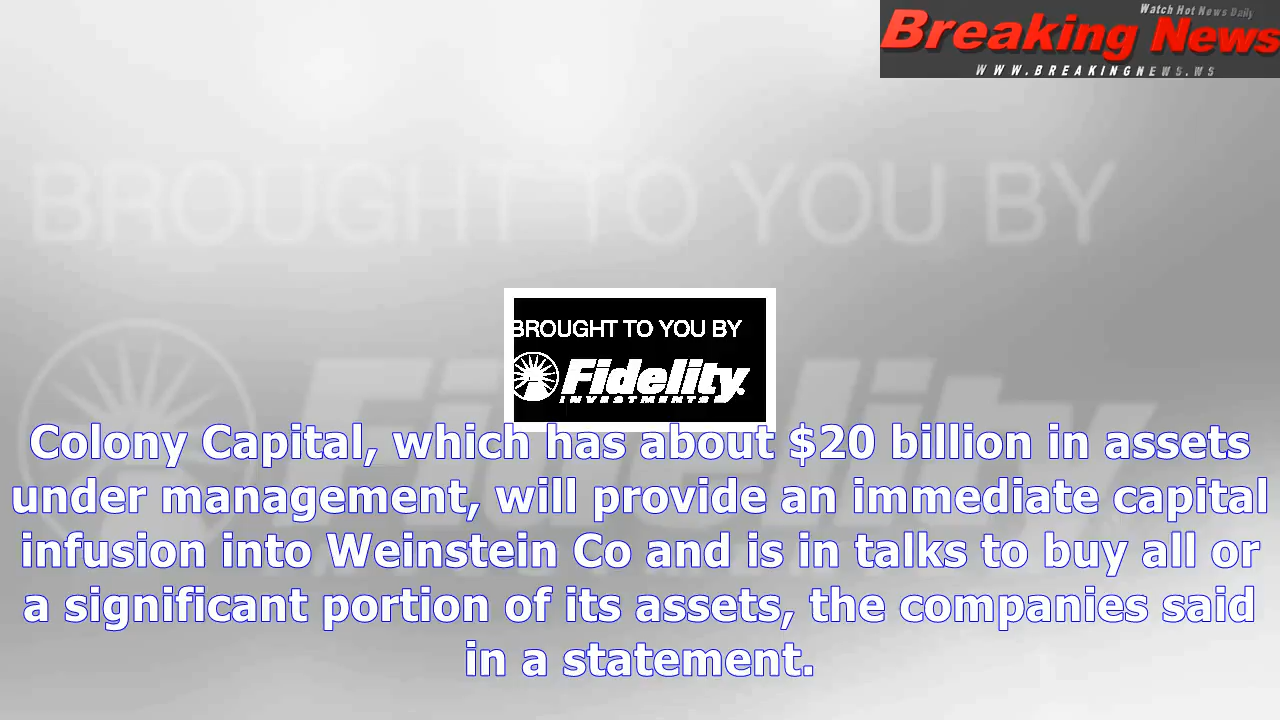 Watch Hot News Daily
Breaking News
WWW.BREAKINGNEWS.WS
BROUGHT TO YOU BY
BROUGHT TO YOU BY
Fidelity
INVESTMENTS
Fidelity
Colony Capital, which has about $20 billion in assets
under management, will provide an immediate capital
infusion into Weinstein Co and is in talks to buy all or
a significant portion of its assets, the companies said
in a statement.